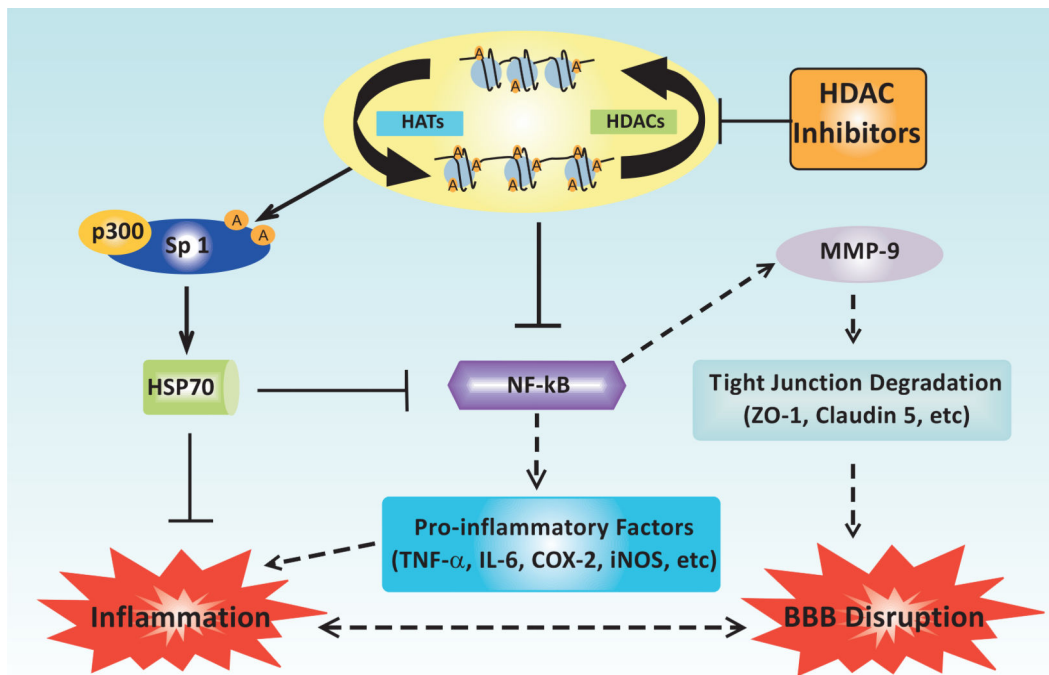 A
A
A
HATs
HDACs
HDAC
Inhibitors
A
A
A
A
A
A
A
A
A
p300
Sp 1
A
A
MMP-9
HSP70
NF-kB
Tight Junction Degradation
(ZO-1, Claudin 5, etc)
Pro-inflammatory Factors
(TNF-α, IL-6, COX-2, iNOS, etc)
Inflammation
BBB Disruption